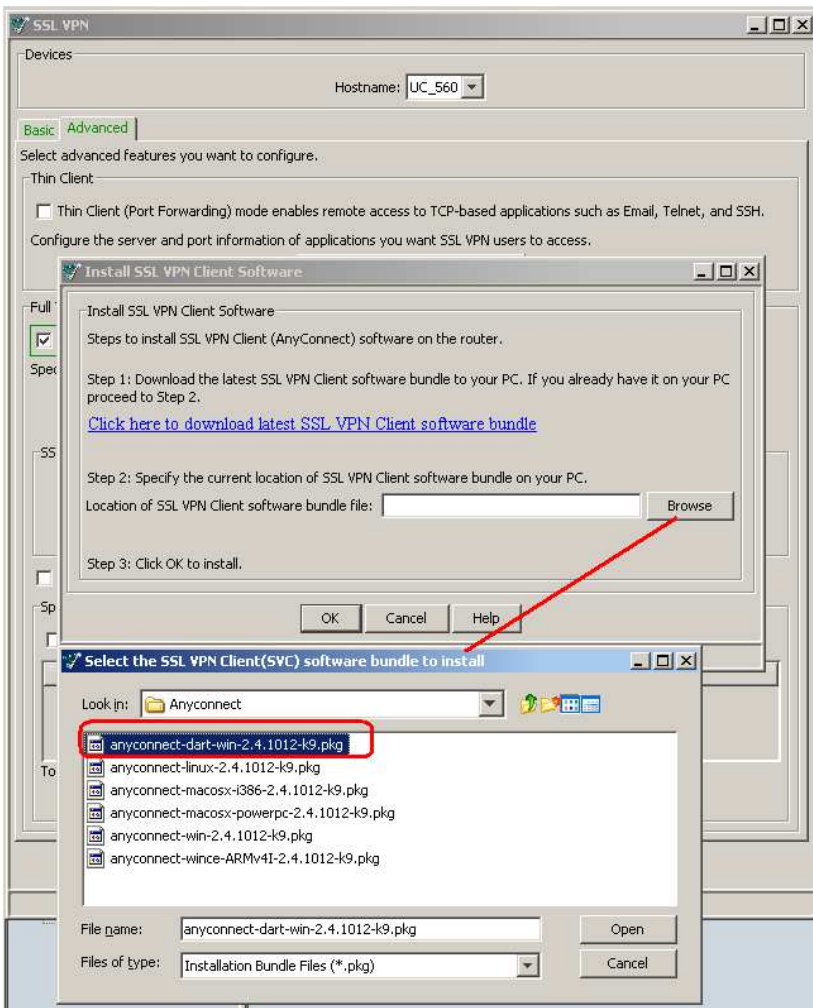 SSL VPN
Devices
Hostname: UC_560
Basic Advanced
Select advanced features you want to configure.
Thin Client
Thin Client (Port Forwarding) mode enables remote access to TCP-based applications such as Email, Telnet, and SSH.
Configure the server and port information of applications you want SSL VPN users to access.
Install SSL VPN Client Software
Full
Install SSL VPN Client Software
Steps to install SSL VPN Client (AnyConnect) software on the router.
Spec
Step 1: Download the latest SSL VPN Client software bundle to your PC. If you already have it on your PC
proceed to Step 2.
Click here to download latest SSL VPN Client software bundle
SS
Step 2: Specify the current location of SSL VPN Client software bundle on your PC.
Location of SSL VPN Client software bundle file: Browse
Step 3: Click OK to install.
Sp
OK Cancel Help
Select the SSL VPN Client(SVC) software bundle to install
Look in: Anyconnect
anyconnect-dart-win-2.4.1012-k9.pkg
anyconnect-linux-2.4.1012-k9.pkg
To
anyconnect-macosx-i386-2.4.1012-k9.pkg
anyconnect-macosx-powerpc-2.4.1012-k9.pkg
anyconnect-win-2.4.1012-k9.pkg
anyconnect-wince-ARMv4I-2.4.1012-k9.pkg
File name: anyconnect-dart-win-2.4.1012-k9.pkg Open
Files of type: Installation Bundle Files (*.pkg) Cancel